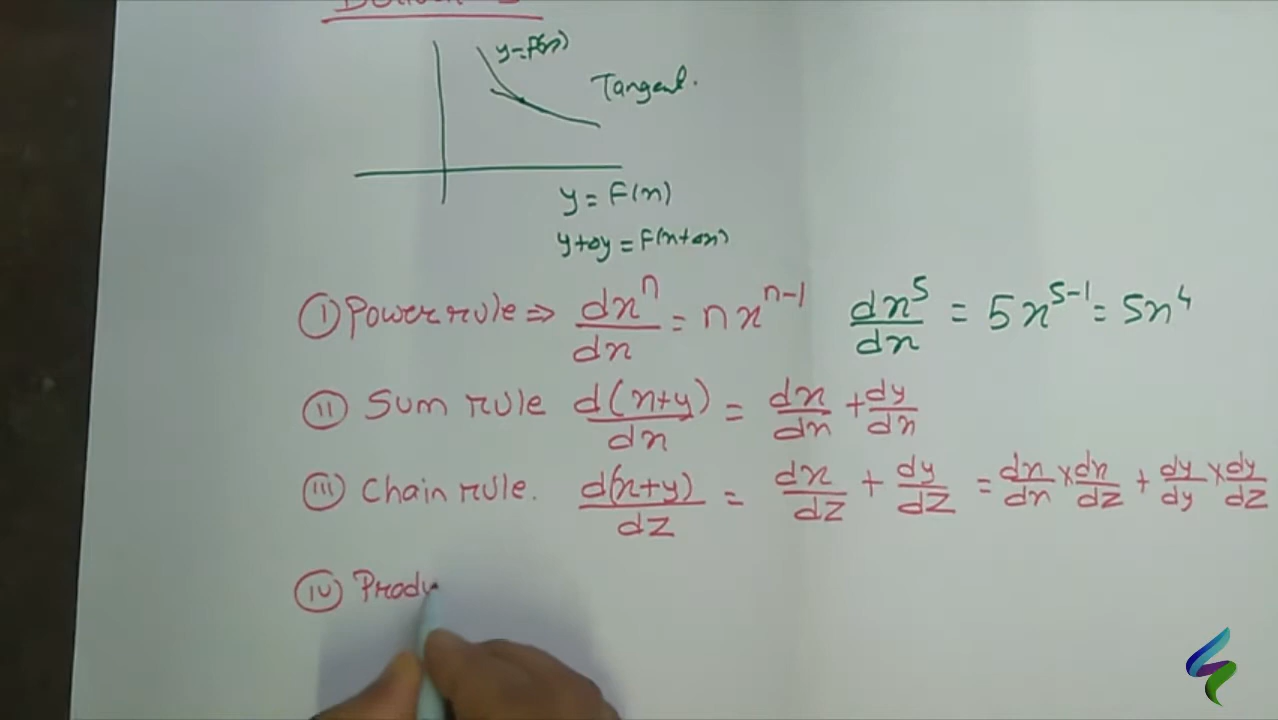 y=f(x)
Tangent.
y = F(x)
y+Δy = F(x+Δx)
(I) Power rule ⇒ dx^n/dx = nx^(n-1)   dx^5/dx = 5x^(5-1) = 5x^4
(II) Sum rule d(x+y)/dx = dx/dx + dy/dx
(III) Chain rule. d(x+y)/dz = dx/dz + dy/dz = dx/dx × dx/dz + dy/dy × dy/dz
(IV) Produ